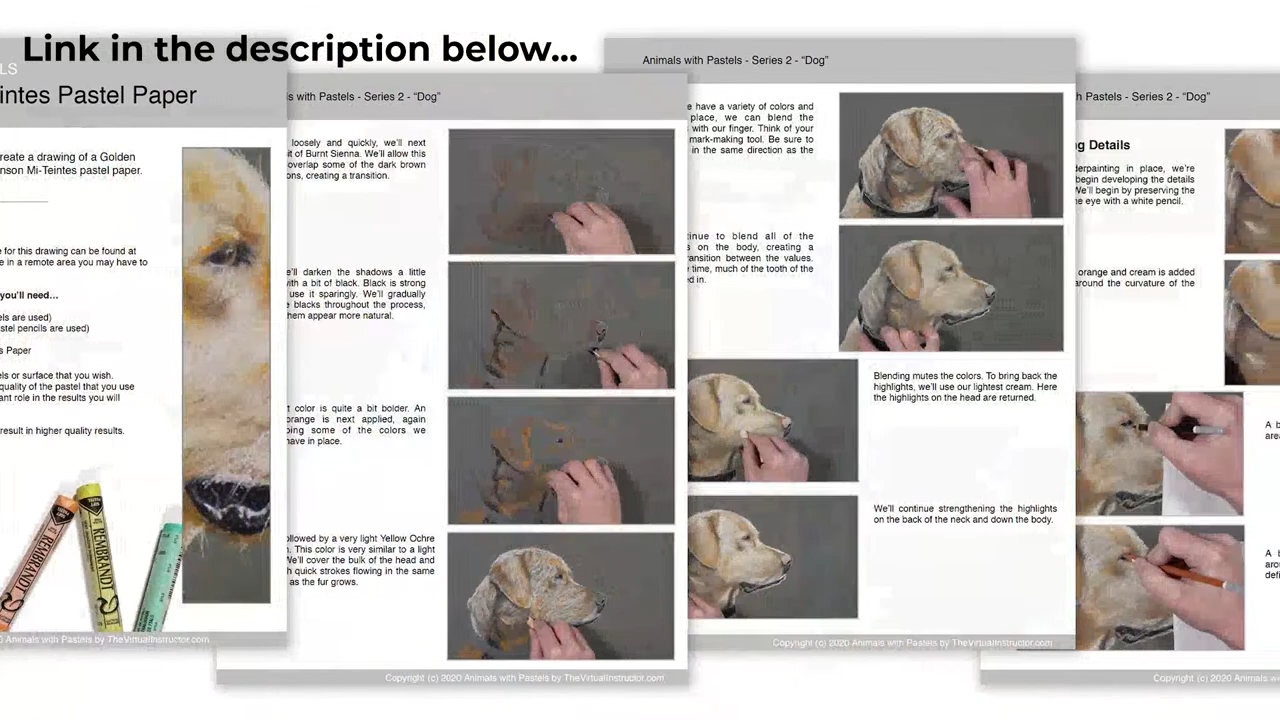 Link in the description below...
LS
intes Pastel Paper
reate a drawing of a Golden
nson Mi-Teintes pastel paper.
e for this drawing can be found at
e in a remote area you may have to
you'll need…
els are used)
stel pencils are used)
s Paper
els or surface that you wish.
quality of the pastel that you use
ant role in the results you will
result in higher quality results.
REMBRANDT
REMBRANDT
Animals with Pastels by TheVirtualInstructor.com
ls with Pastels - Series 2 - “Dog”
loosely and quickly, we’ll next
bit of Burnt Sienna. We’ll allow this
overlap some of the dark brown
ons, creating a transition.
e’ll darken the shadows a little
with a bit of black. Black is strong
use it sparingly. We’ll gradually
e blacks throughout the process,
hem appear more natural.
t color is quite a bit bolder. An
orange is next applied, again
ping some of the colors we
have in place.
ollowed by a very light Yellow Ochre
n. This color is very similar to a light
We’ll cover the bulk of the head and
h quick strokes flowing in the same
as the fur grows.
Copyright (c) 2020 Animals with Pastels by TheVirtualInstructor.com
Animals with Pastels - Series 2 - “Dog”
e have a variety of colors and
place, we can blend the
with our finger. Think of your
mark-making tool. Be sure to
in the same direction as the
tinue to blend all of the
s on the body, creating a
ransition between the values.
e time, much of the tooth of the
ed in.
Blending mutes the colors. To bring back the
highlights, we’ll use our lightest cream. Here
the highlights on the head are returned.
We’ll continue strengthening the highlights
on the back of the neck and down the body.
Copyright (c) 2020 Animals with Pastels by TheVirtualInstructor.com
h Pastels - Series 2 - “Dog”
ng Details
derpainting in place, we’re
begin developing the details
We’ll begin by preserving the
he eye with a white pencil.
orange and cream is added
around the curvature of the
A b
area
A b
aro
defi
Copyright (c) 2020 Animals